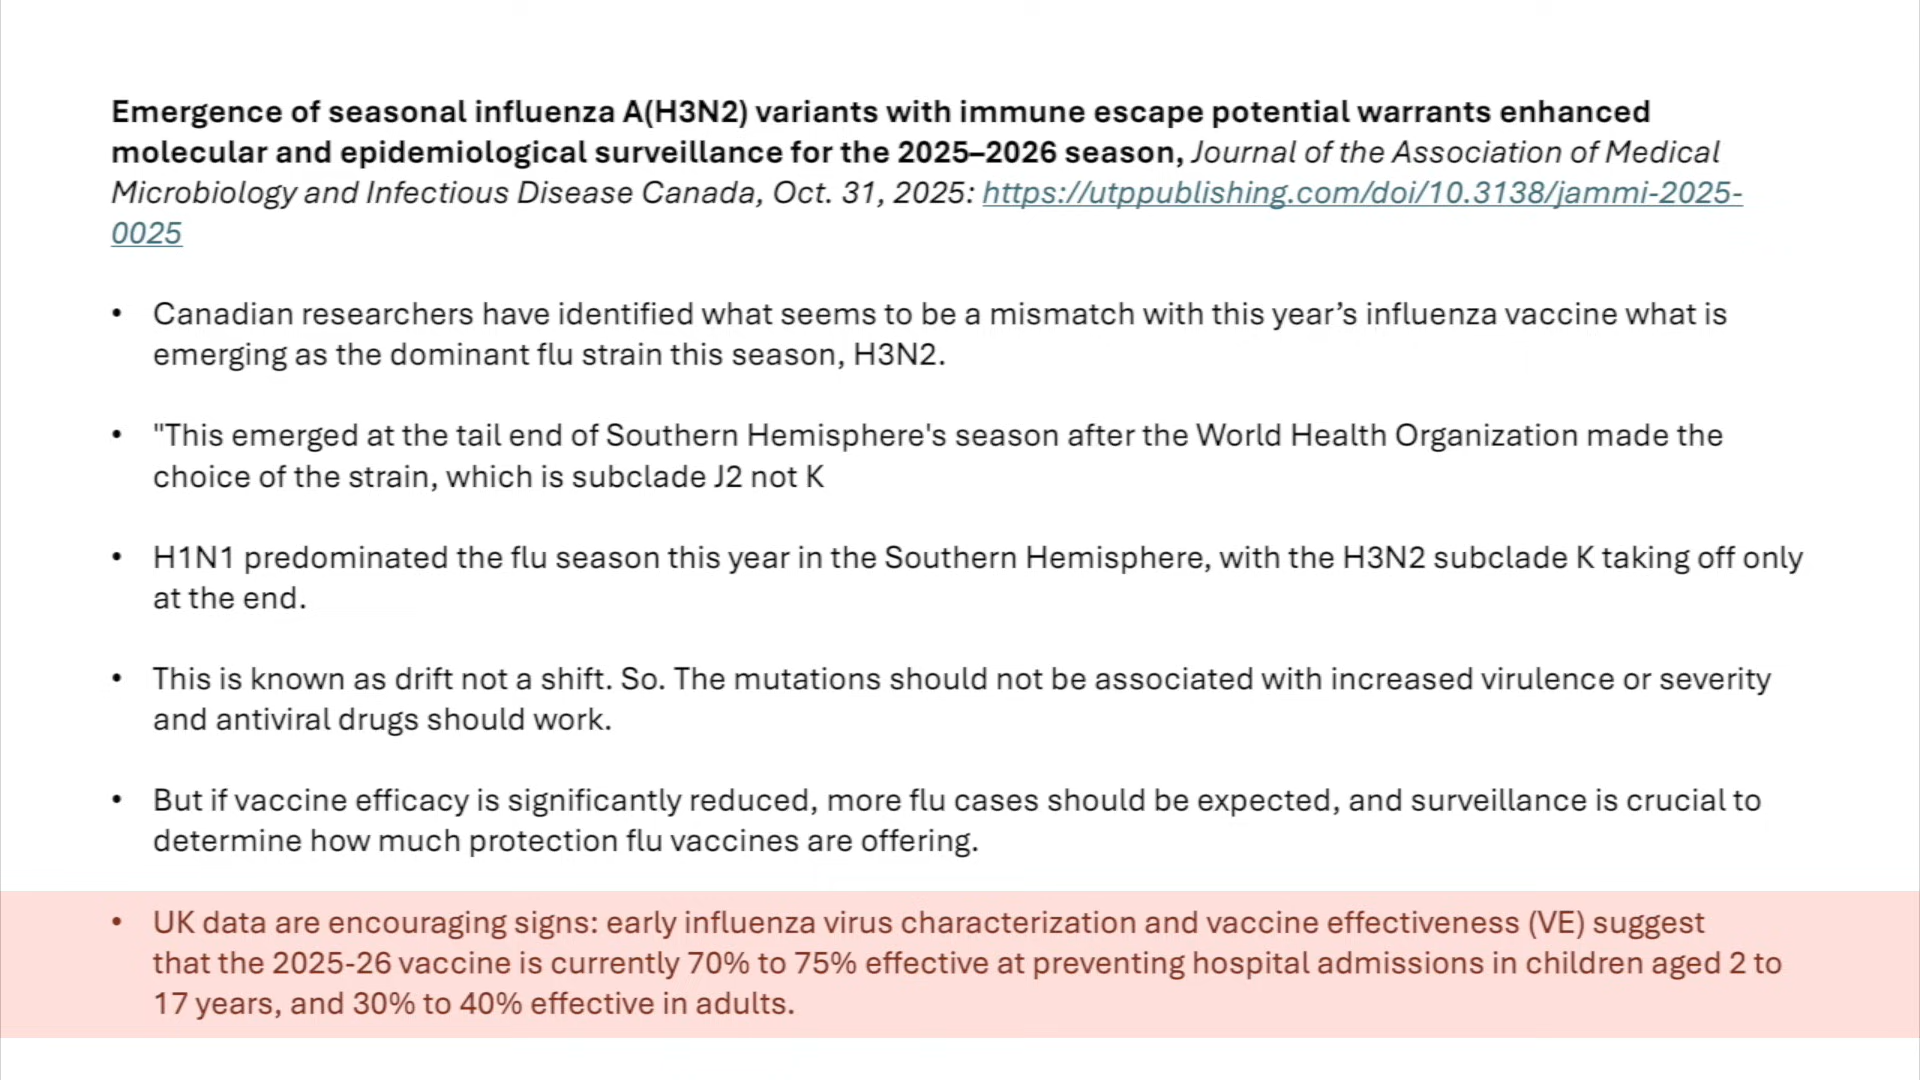 Emergence of seasonal influenza A(H3N2) variants with immune escape potential warrants enhanced
molecular and epidemiological surveillance for the 2025–2026 season, Journal of the Association of Medical
Microbiology and Infectious Disease Canada, Oct. 31, 2025: https://utppublishing.com/doi/10.3138/jammi-2025-
0025
• Canadian researchers have identified what seems to be a mismatch with this year’s influenza vaccine what is
emerging as the dominant flu strain this season, H3N2.
• "This emerged at the tail end of Southern Hemisphere's season after the World Health Organization made the
choice of the strain, which is subclade J2 not K
• H1N1 predominated the flu season this year in the Southern Hemisphere, with the H3N2 subclade K taking off only
at the end.
• This is known as drift not a shift. So. The mutations should not be associated with increased virulence or severity
and antiviral drugs should work.
• But if vaccine efficacy is significantly reduced, more flu cases should be expected, and surveillance is crucial to
determine how much protection flu vaccines are offering.
• UK data are encouraging signs: early influenza virus characterization and vaccine effectiveness (VE) suggest
that the 2025-26 vaccine is currently 70% to 75% effective at preventing hospital admissions in children aged 2 to
17 years, and 30% to 40% effective in adults.